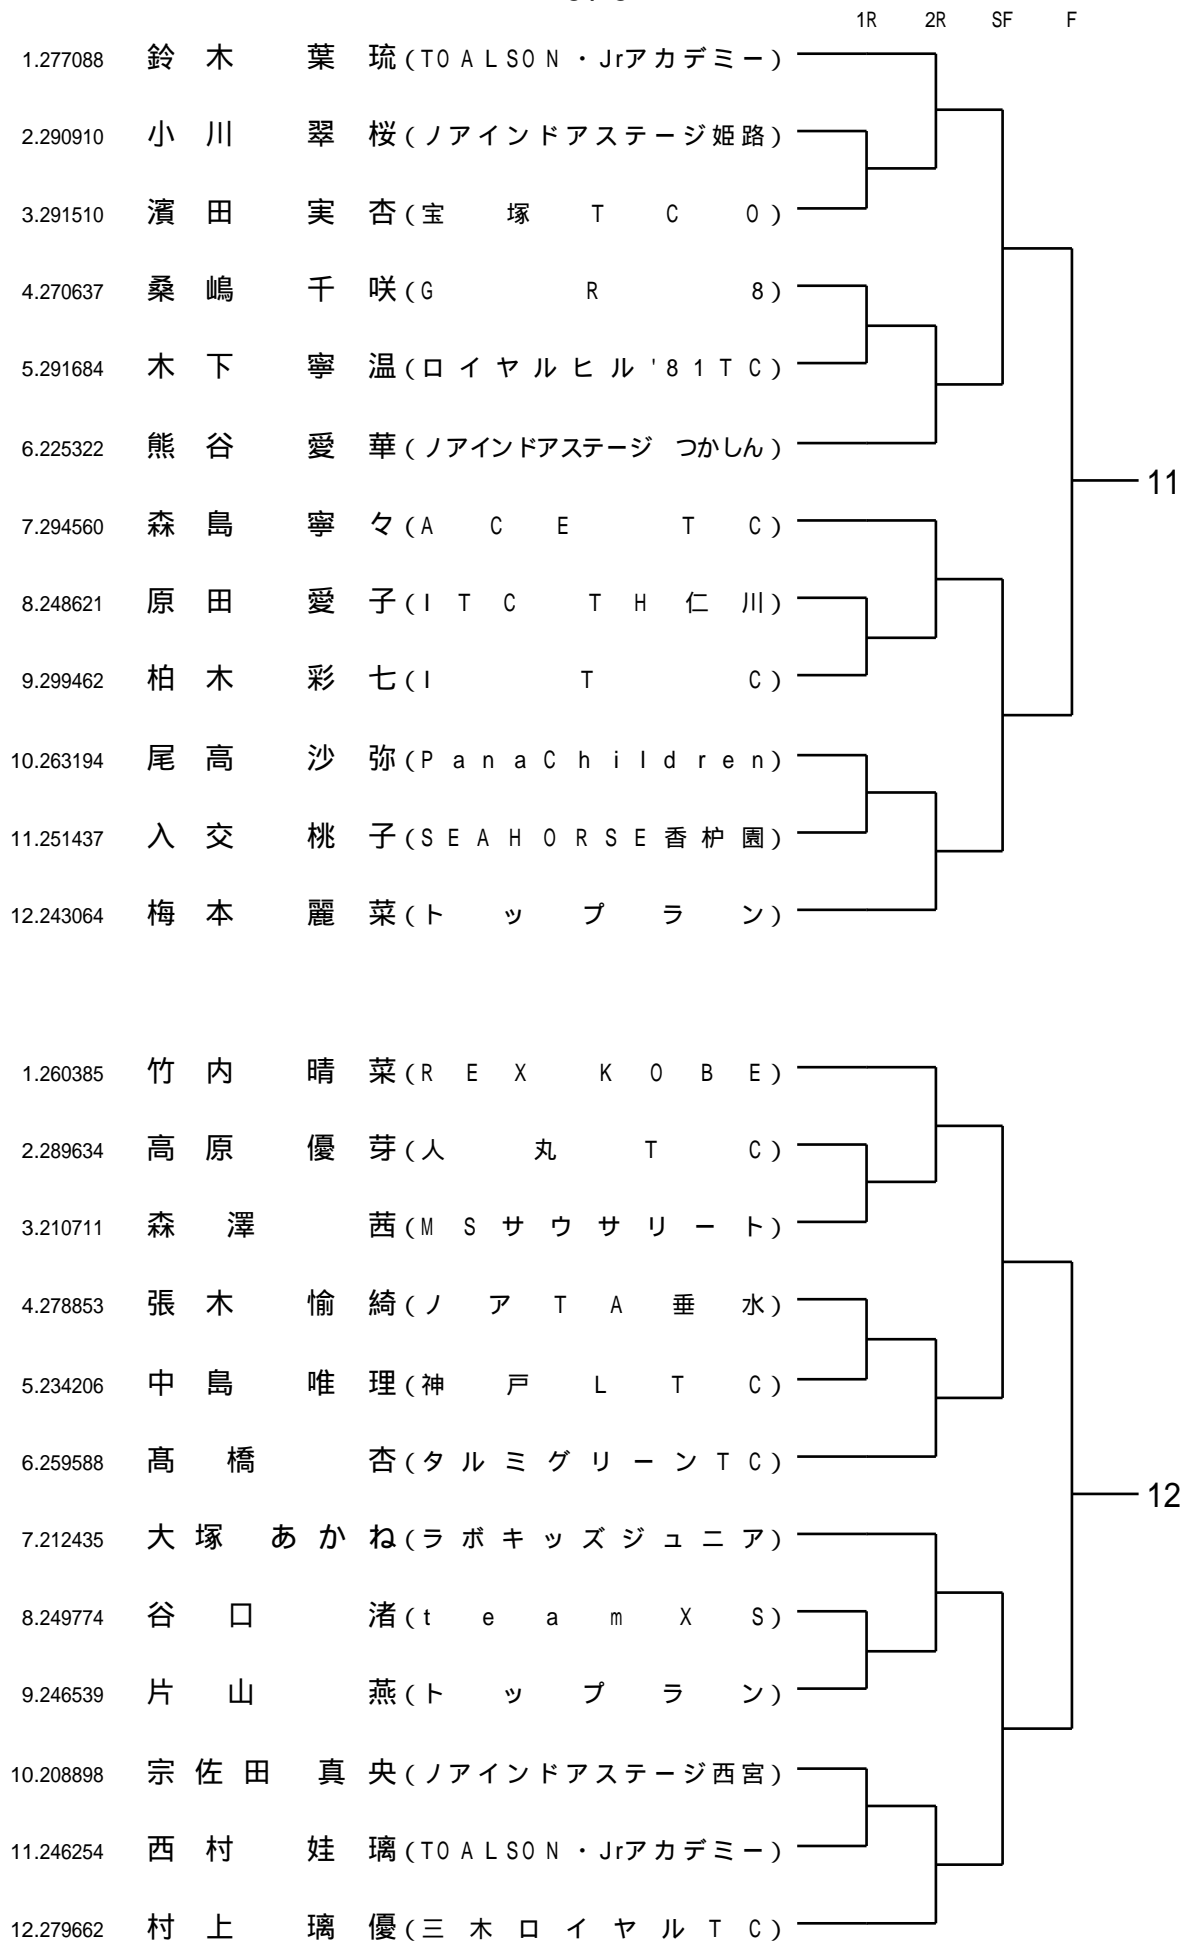 1R 2R SF F
1.277088 鈴木 葉琉(TOALSON・Jrアカデミー)
2.290910 小川 翠桜(ノアインドアステージ姫路)
3.291510 濱田 実杏(宝塚TCO)
4.270637 桑嶋 千咲(GR8)
5.291684 木下 寧温(ロイヤルヒル'81TC)
6.225322 熊谷 愛華(ノアインドアステージ つかしん)
11
7.294560 森島 寧々(ACE TC)
8.248621 原田 愛子(ITC TH仁川)
9.299462 柏木 彩七(ITC)
10.263194 尾高 沙弥(PanaChildren)
11.251437 入交 桃子(SEAHORSE香枦園)
12.243064 梅本 麗菜(トップラン)
1.260385 竹内 晴菜(REX KOBE)
2.289634 高原 優芽(人丸TC)
3.210711 森澤 茜(MSサウサリート)
4.278853 張木 愉綺(ノアTA垂水)
5.234206 中島 唯理(神戸LTC)
6.259588 髙橋 杏(タルミグリーンTC)
12
7.212435 大塚 あかね(ラボキッズジュニア)
8.249774 谷口 渚(teamXS)
9.246539 片山 燕(トップラン)
10.208898 宗佐田 真央(ノアインドアステージ西宮)
11.246254 西村 娃璃(TOALSON・Jrアカデミー)
12.279662 村上 璃優(三木ロイヤルTC)